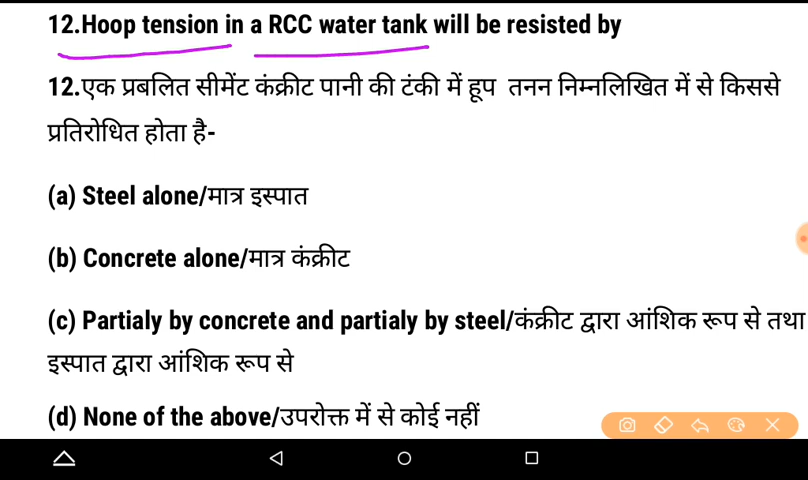 12.Hoop tension in a RCC water tank will be resisted by
12.एक प्रबलित सीमेंट कंक्रीट पानी की टंकी में हूप तनन निम्नलिखित में से किससे
प्रतिरोधित होता है-
(a) Steel alone/मात्र इस्पात
(b) Concrete alone/मात्र कंक्रीट
(c) Partialy by concrete and partialy by steel/कंक्रीट द्वारा आंशिक रूप से तथा
इस्पात द्वारा आंशिक रूप से
(d) None of the above/उपरोक्त में से कोई नहीं